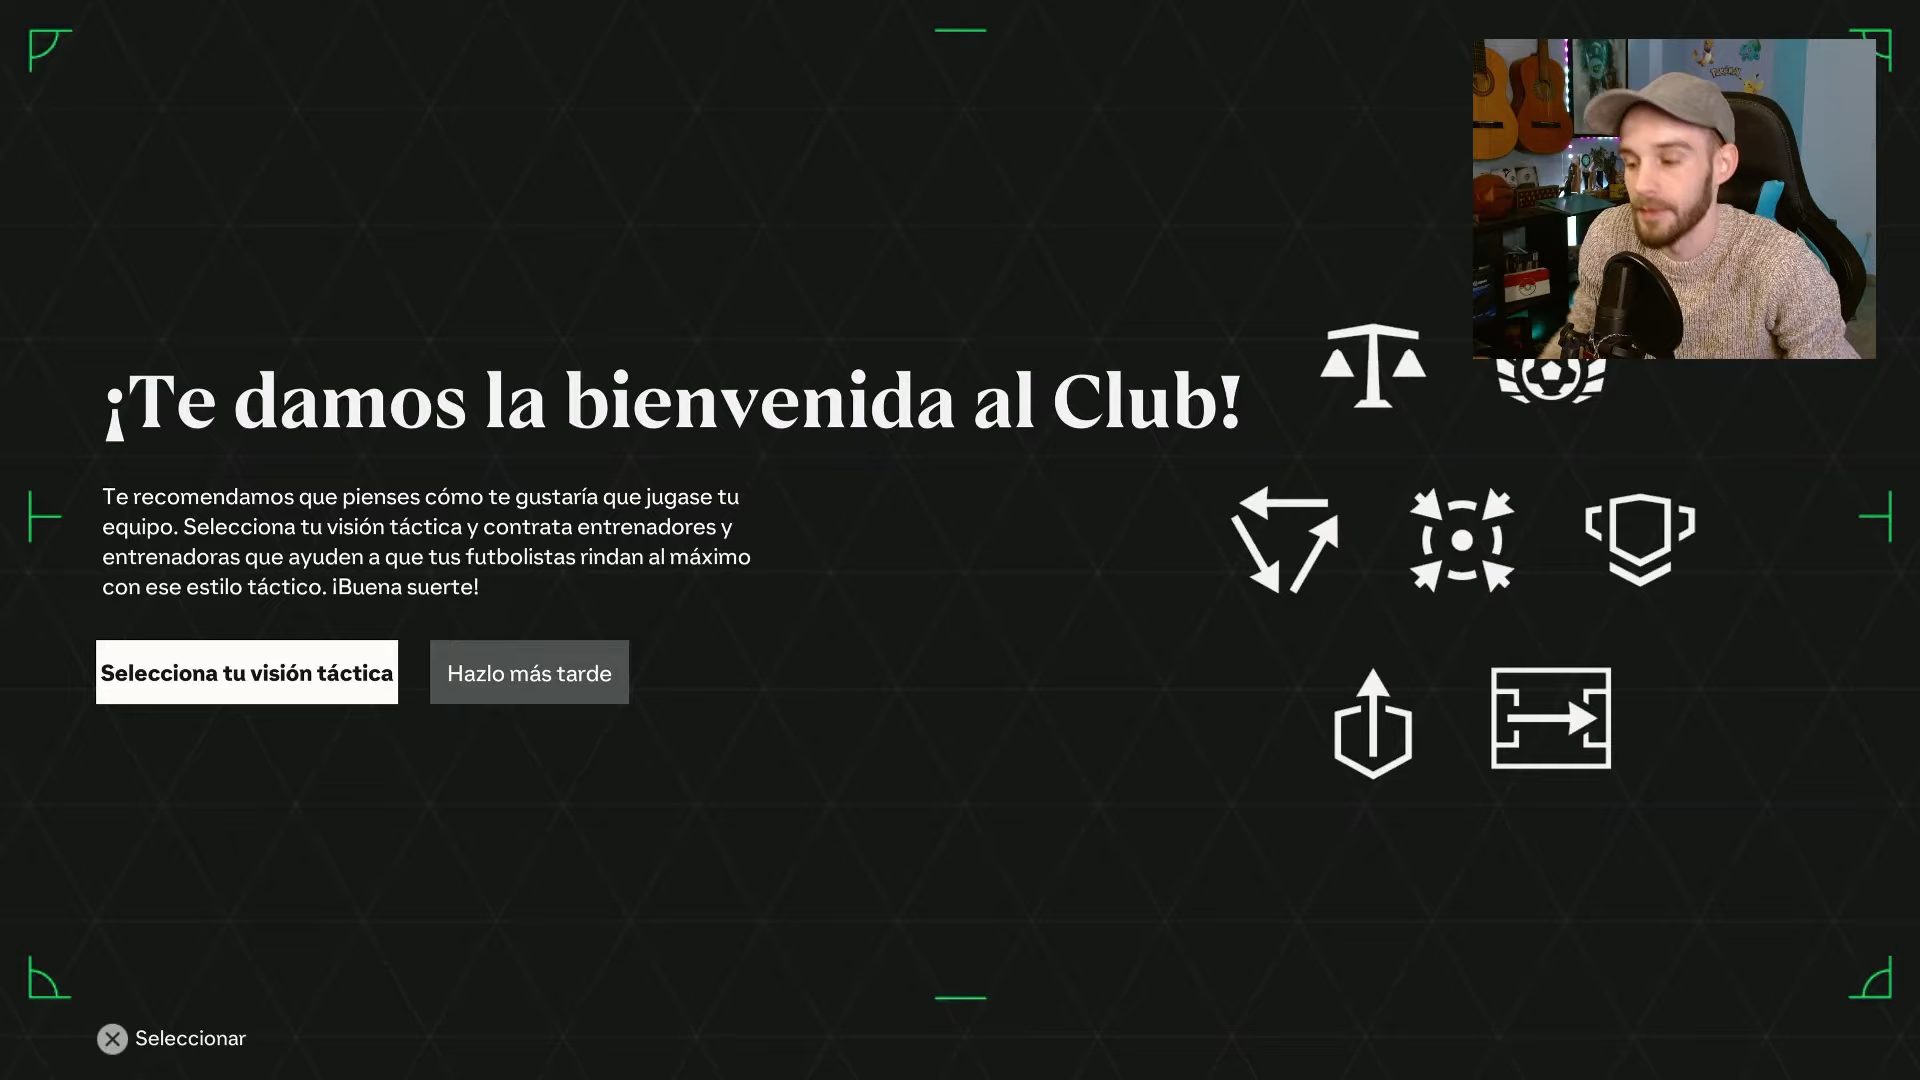 Pokémon
¡Te damos la bienvenida al Club!
Te recomendamos que pienses cómo te gustaría que jugase tu
equipo. Selecciona tu visión táctica y contrata entrenadores y
entrenadoras que ayuden a que tus futbolistas rindan al máximo
con ese estilo táctico. ¡Buena suerte!
Selecciona tu visión táctica
Hazlo más tarde
Seleccionar